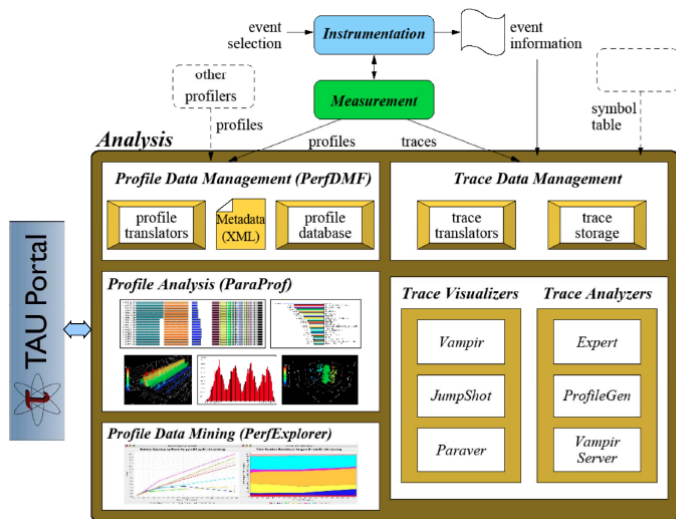 event
selection
Instrumentation
event
information
other
profilers
Measurement
profiles
profiles
traces
symbol
table
Analysis
Profile Data Management (PerfDMF)
profile
translators
Metadata
(XML)
profile
database
Trace Data Management
trace
translators
trace
storage
TAU Portal
Profile Analysis (ParaProf)
Trace Visualizers
Vampir
JumpShot
Paraver
Trace Analyzers
Expert
ProfileGen
Vampir
Server
Profile Data Mining (PerfExplorer)